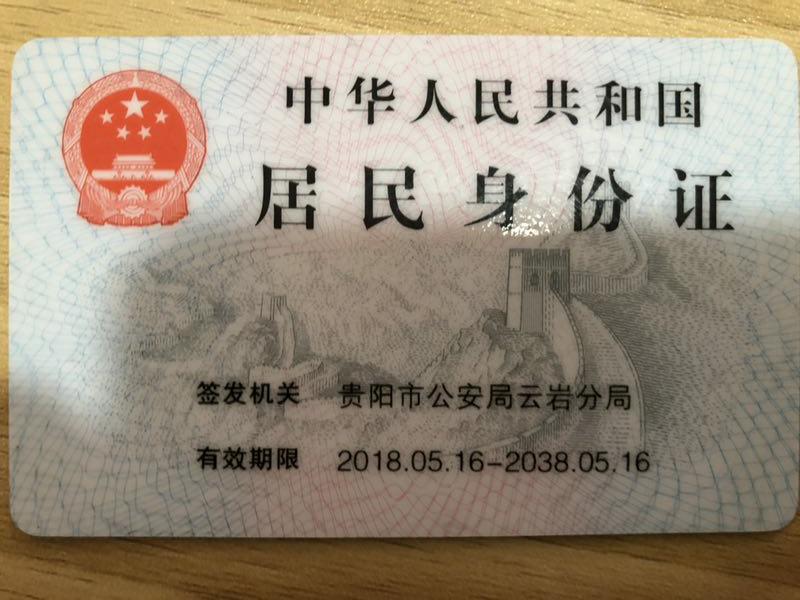 中华人民共和国
居民身份证
签发机关 贵阳市公安局云岩分局
有效期限 2018.05.16-2038.05.16